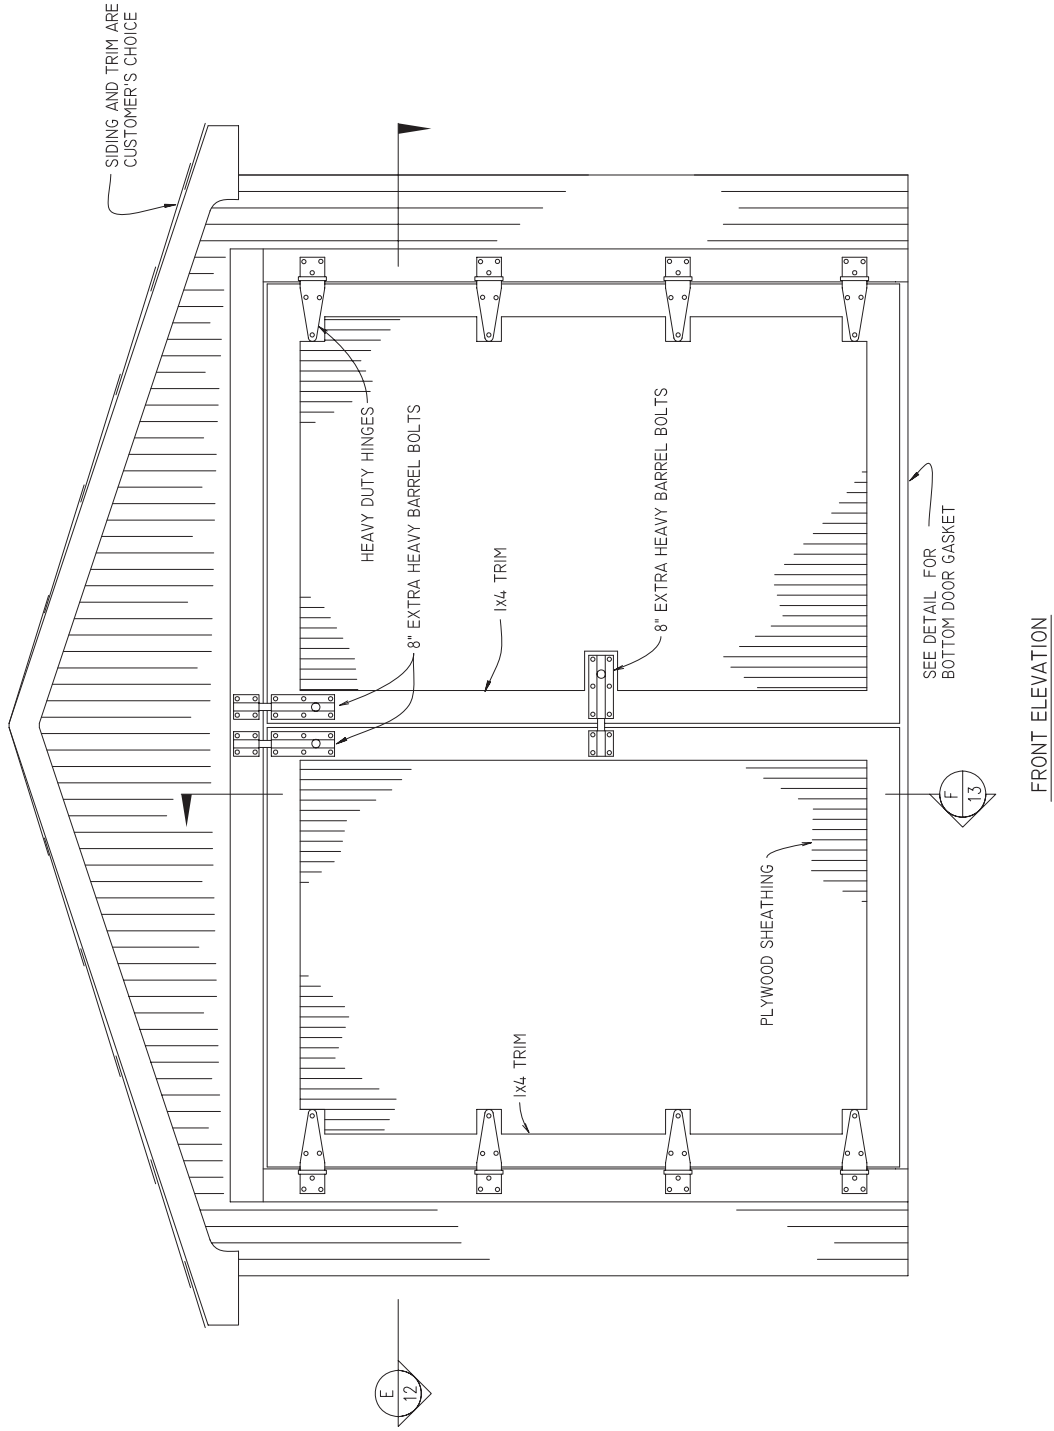 SIDING AND TRIM ARE
CUSTOMER'S CHOICE
HEAVY DUTY HINGES
8" EXTRA HEAVY BARREL BOLTS
1x4 TRIM
8" EXTRA HEAVY BARREL BOLTS
SEE DETAIL FOR
BOTTOM DOOR GASKET
PLYWOOD SHEATHING
1x4 TRIM
E
12
F
13
FRONT ELEVATION